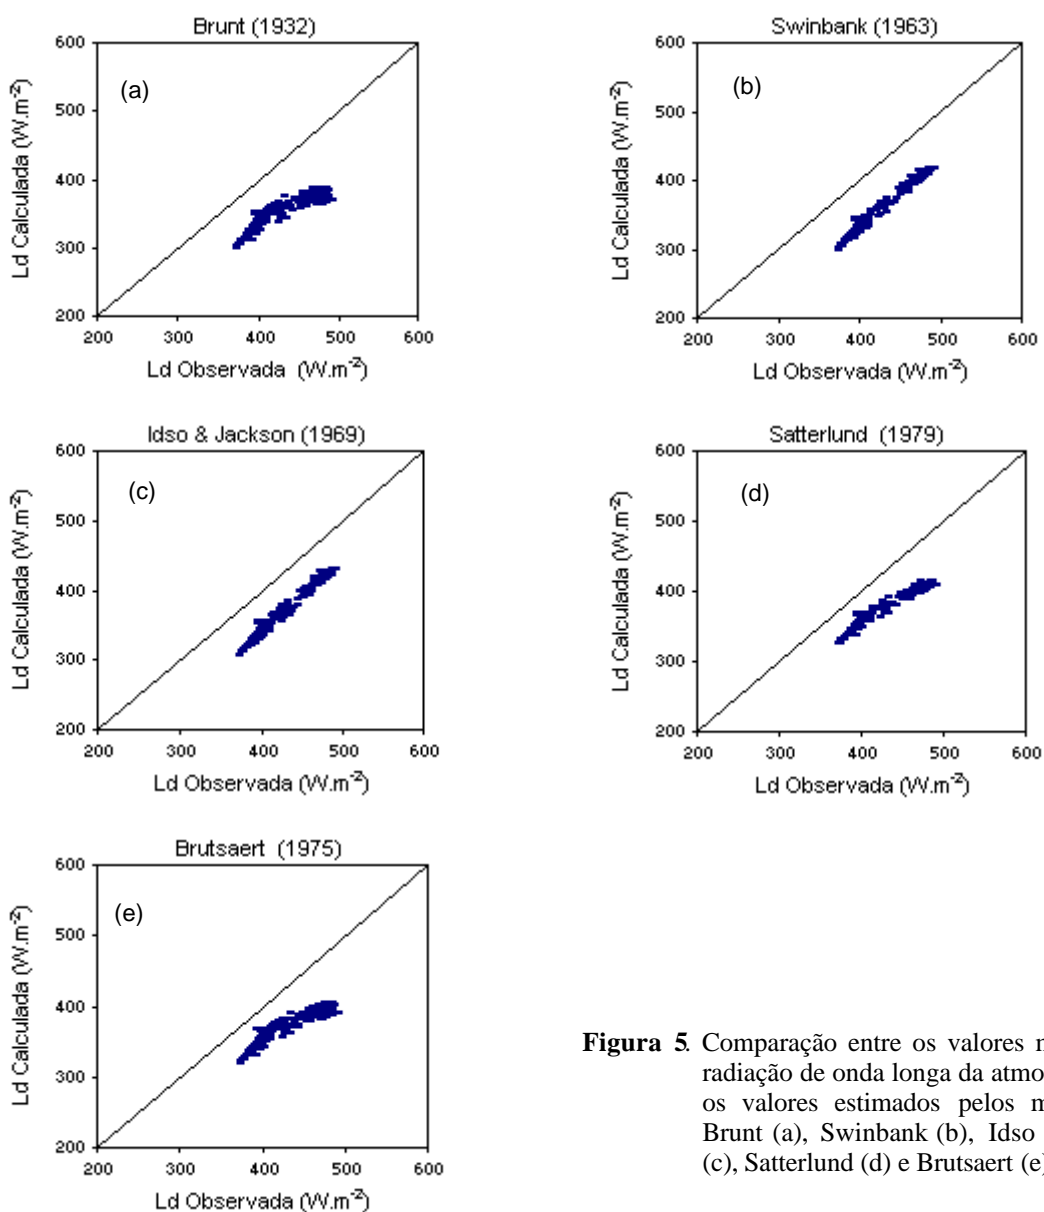 Brunt (1932)
(a)
Ld Calculada (W.m-2)
600
500
400
300
200
200 300 400 500 600
Ld Observada (W.m-2)
Swinbank (1963)
(b)
Ld Calculada (W.m-2)
600
500
400
300
200
200 300 400 500 600
Ld Observada (W.m-2)
Idso & Jackson (1969)
(c)
Ld Calculada (W.m-2)
600
500
400
300
200
200 300 400 500 600
Ld Observada (W.m-2)
Satterlund (1979)
(d)
Ld Calculada (W.m-2)
600
500
400
300
200
200 300 400 500 600
Ld Observada (W.m-2)
Brutsaert (1975)
(e)
Ld Calculada (W.m-2)
600
500
400
300
200
200 300 400 500 600
Ld Observada (W.m-2)
Figura 5. Comparação entre os valores
radiação de onda longa da
os valores estimados pelos
Brunt (a), Swinbank (b), Idso
(c), Satterlund (d) e Brutsaert (e)